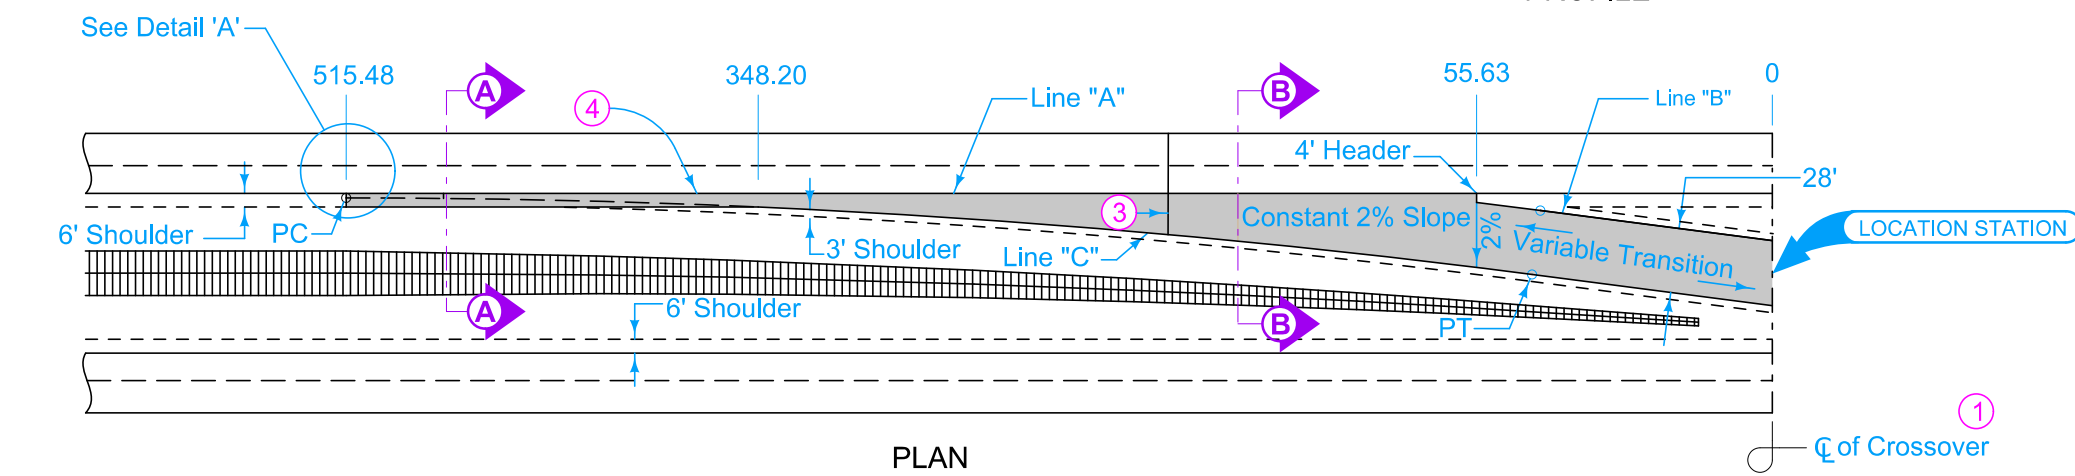 See Detail 'A'
515.48
A
4
348.20
Line "A"
B
55.63
Line "B"
0
4' Header
28'
3
Constant 2% Slope
2%
Variable Transition
LOCATION STATION
6' Shoulder
PC
3' Shoulder
Line "C"
A
6' Shoulder
B
PT
1
PLAN
℄ of Crossover